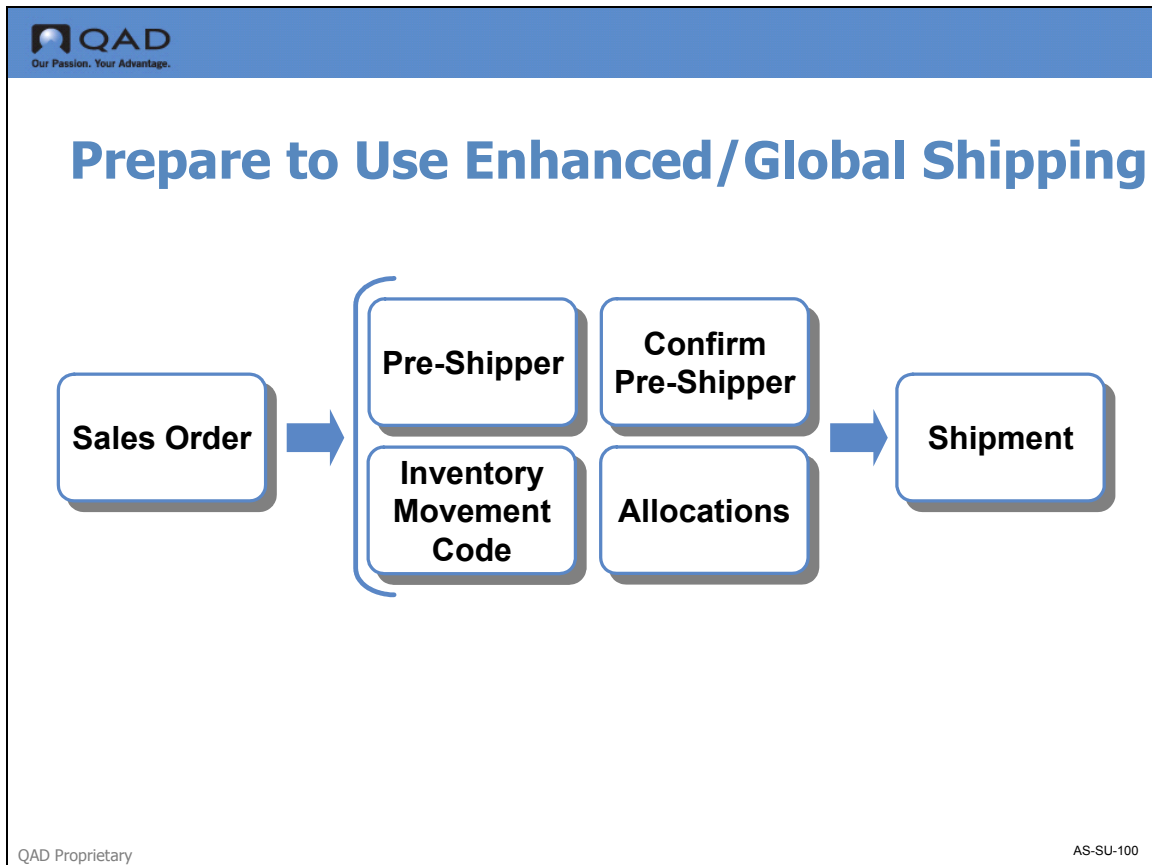 QAD
Our Passion. Your Advantage.
Prepare to Use Enhanced/Global Shipping
Sales Order
Pre-Shipper
Confirm
Pre-Shipper
Inventory
Movement
Code
Allocations
Shipment
QAD Proprietary
AS-SU-100